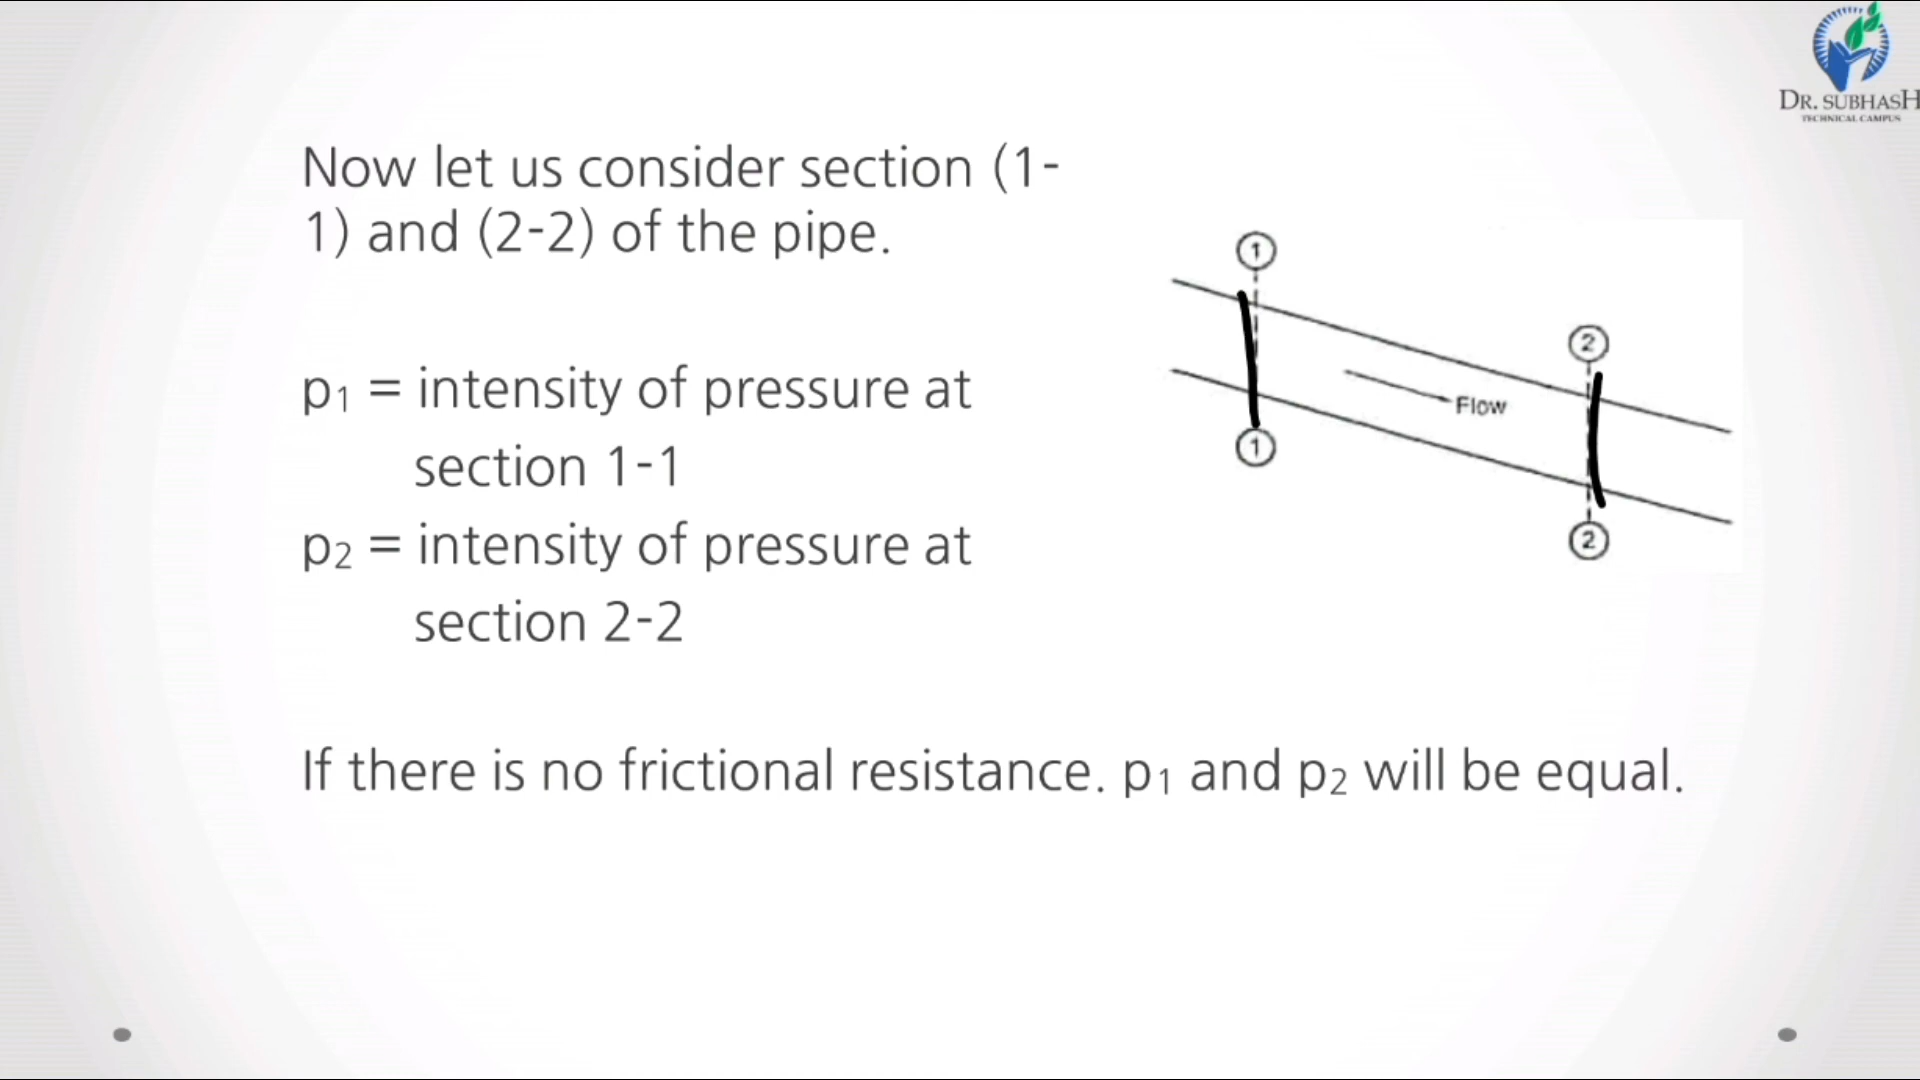 DR. SUBHASH
TECHNICAL CAMPUS
Now let us consider section (1-
1) and (2-2) of the pipe.
p1 = intensity of pressure at
section 1-1
p2 = intensity of pressure at
section 2-2
1
2
Flow
1
2
If there is no frictional resistance. p1 and p2 will be equal.